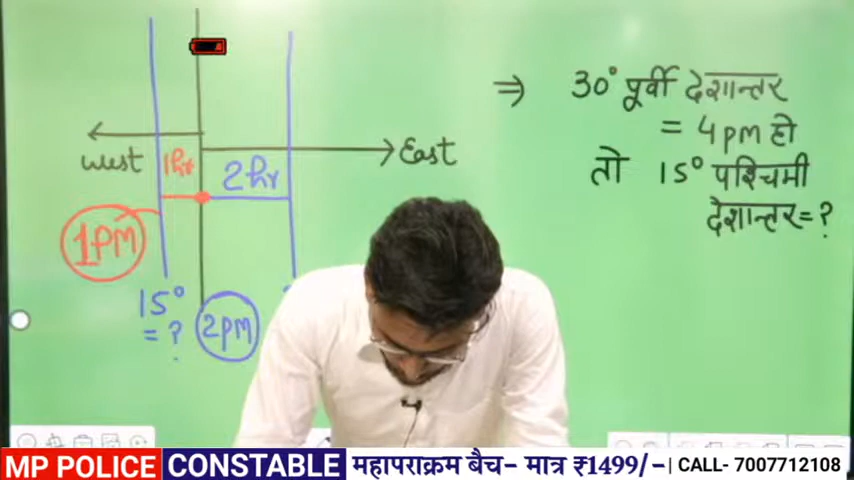 ⇒ 30° पूर्वी देशान्तर
= 4 pm हो
तो 15° पश्चिमी
देशान्तर = ?
West
1hr
2hr
East
1PM
15°
= ?
2pm
MP POLICE CONSTABLE महापराक्रम बैच- मात्र ₹1499/- | CALL- 7007712108